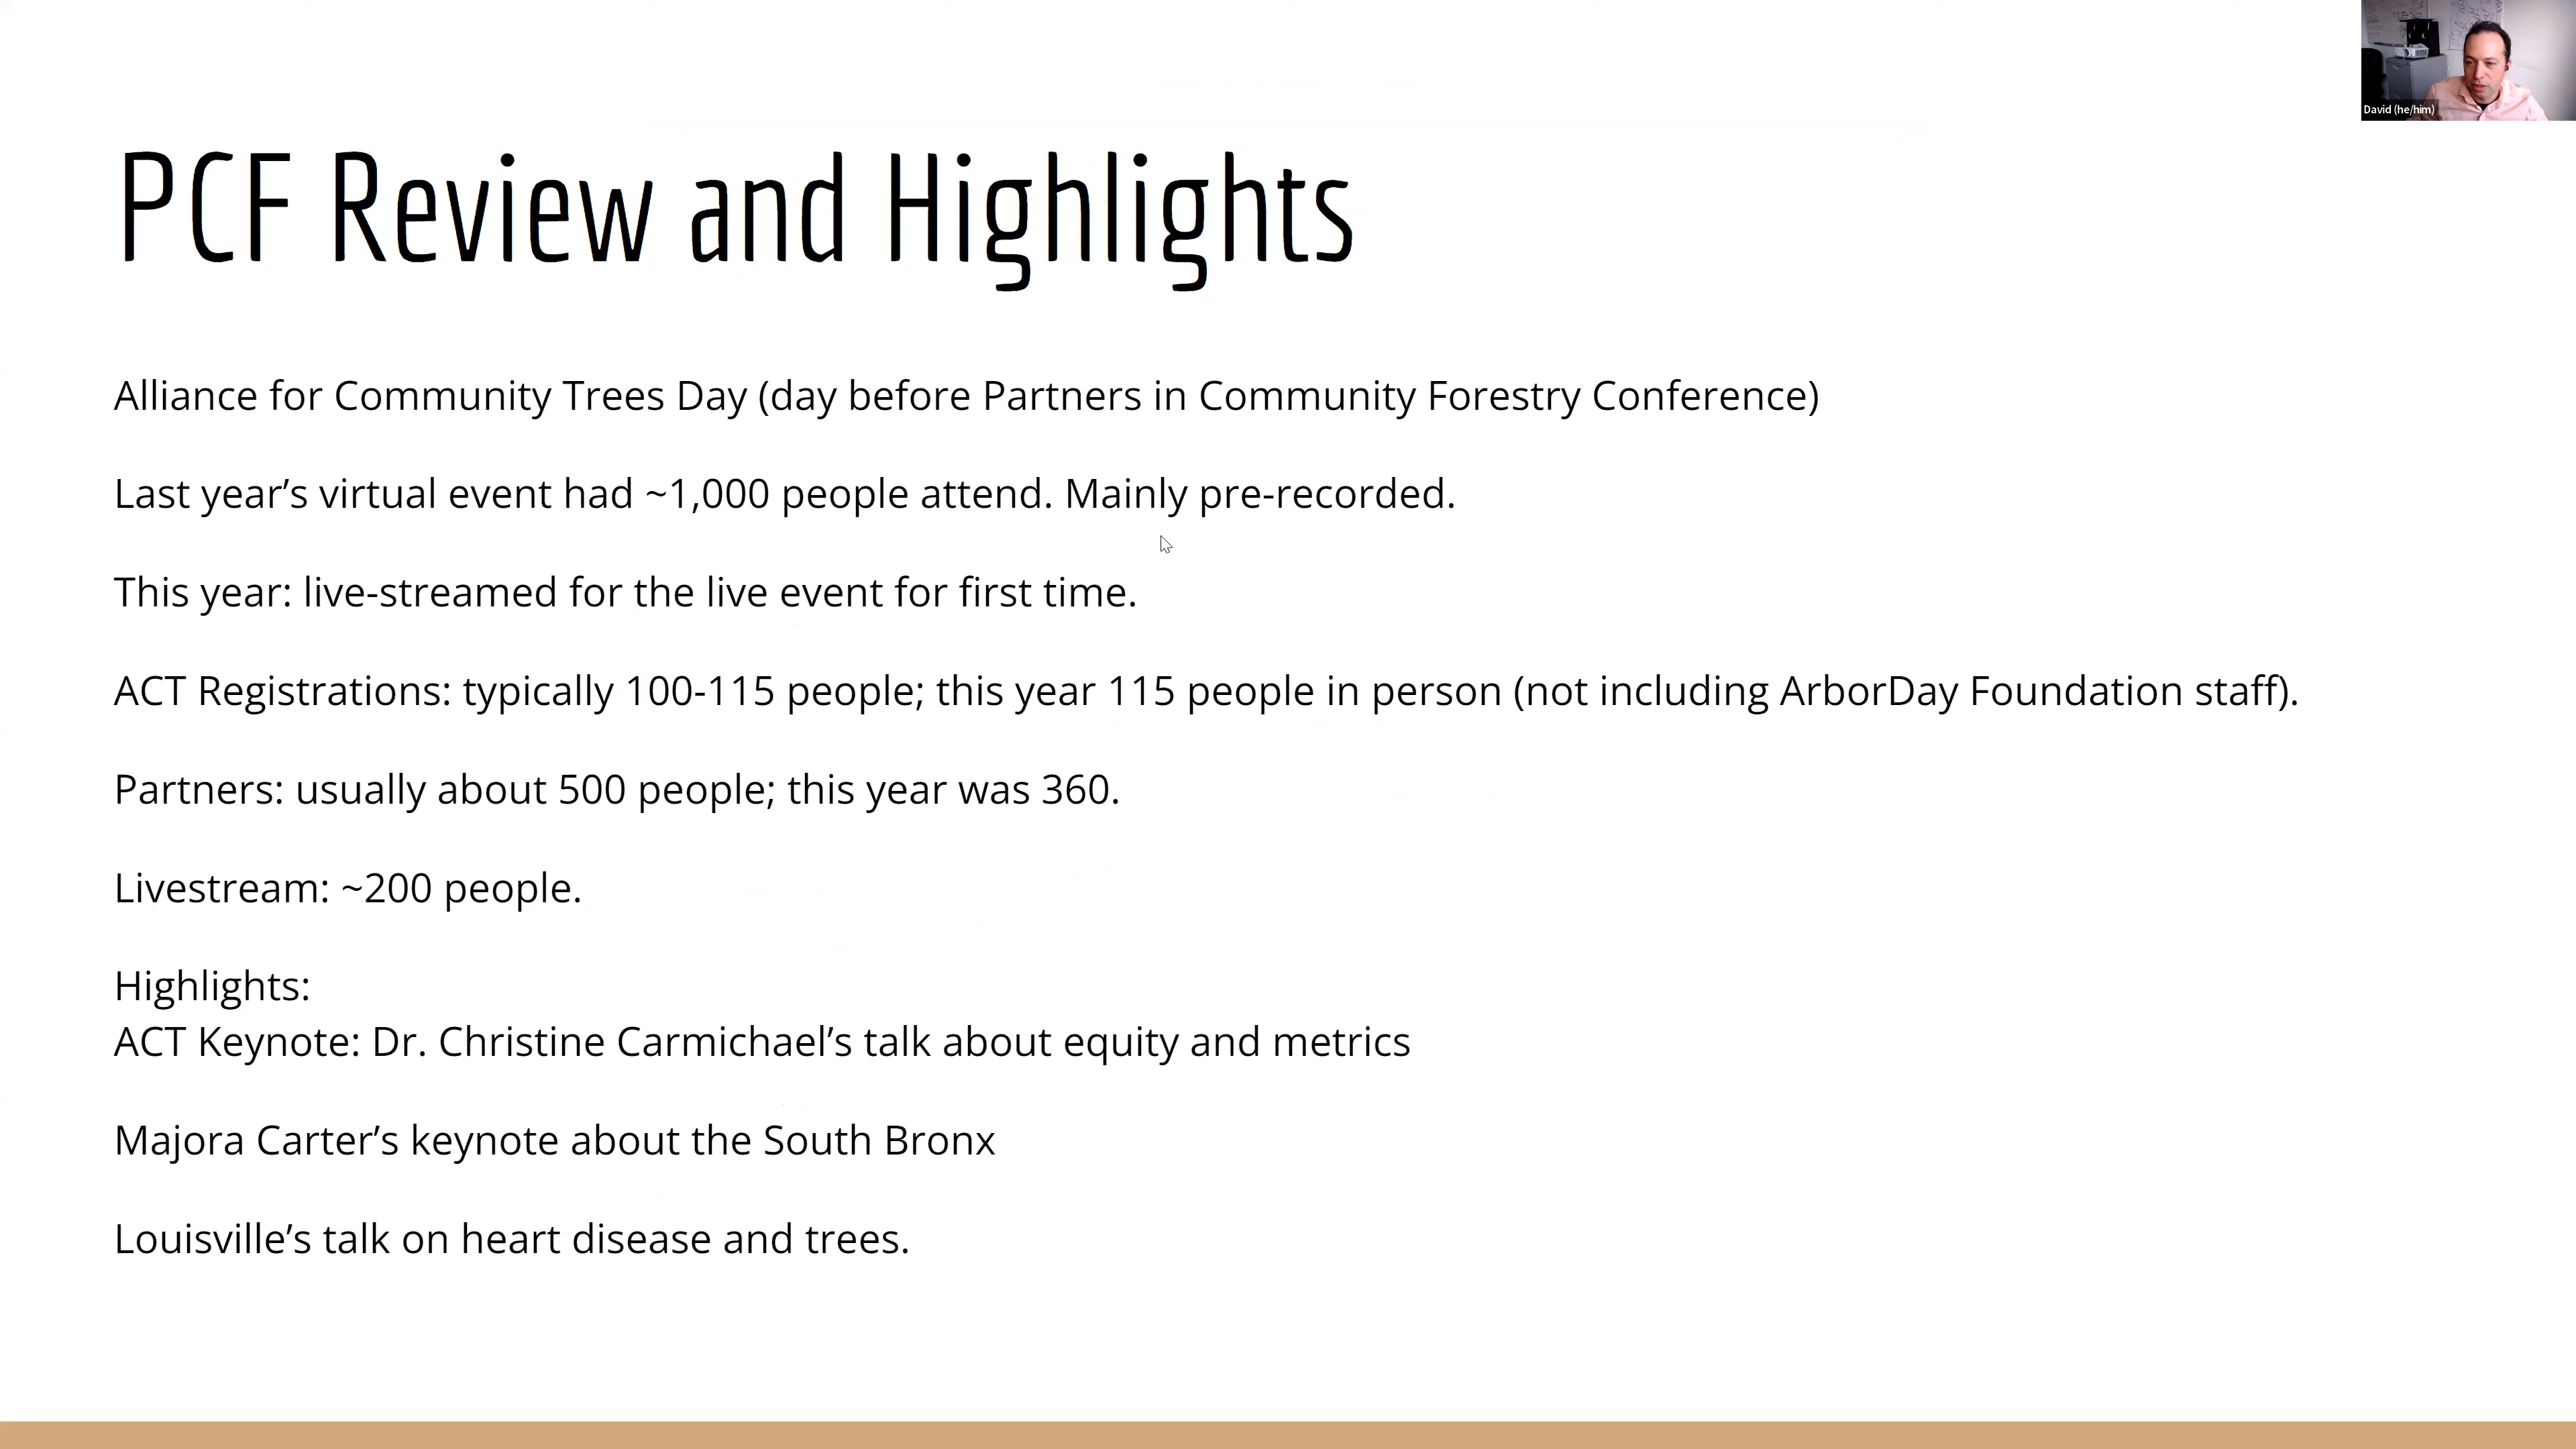 David (he/him)
PCF Review and Highlights
Alliance for Community Trees Day (day before Partners in Community Forestry Conference)
Last year’s virtual event had ~1,000 people attend. Mainly pre-recorded.
This year: live-streamed for the live event for first time.
ACT Registrations: typically 100-115 people; this year 115 people in person (not including ArborDay Foundation staff).
Partners: usually about 500 people; this year was 360.
Livestream: ~200 people.
Highlights:
ACT Keynote: Dr. Christine Carmichael’s talk about equity and metrics
Majora Carter’s keynote about the South Bronx
Louisville’s talk on heart disease and trees.